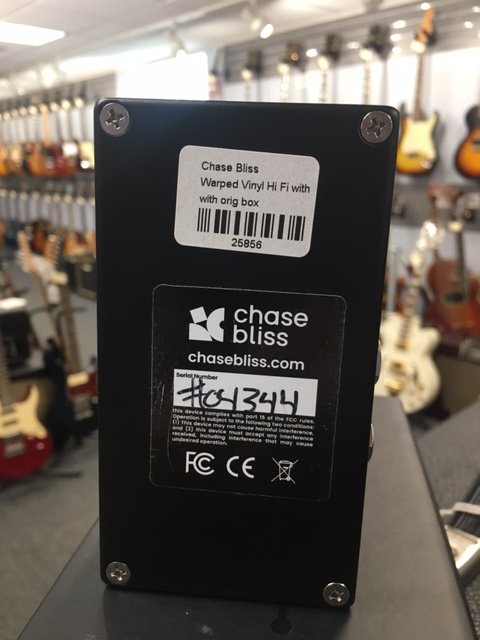 Chase Bliss
Warped Vinyl Hi Fi with
with orig box
25856
chase
bliss
chasebliss.com
Serial Number
#041344
this device complies with part 15 of the FCC rules.
Operation is subject to the following two conditions:
(1) This device may not cause harmful interference,
and (2) this device must accept any interference
received, including interference that may cause
undesired operation.
FC CE